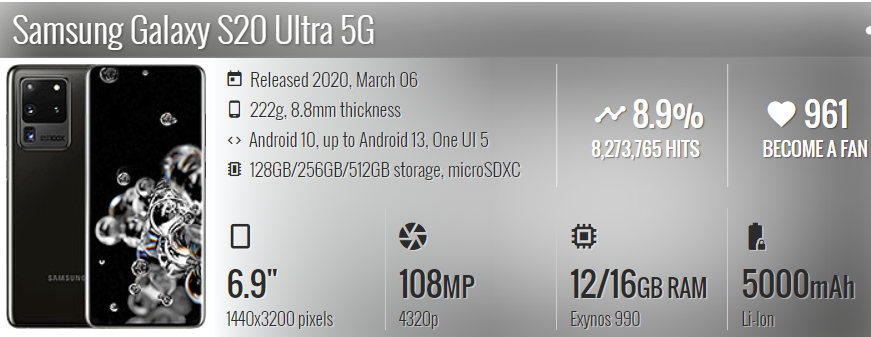 Samsung Galaxy S20 Ultra 5G
Released 2020, March 06
222g, 8.8mm thickness
Android 10, up to Android 13, One UI 5
128GB/256GB/512GB storage, microSDXC
8.9%
8,273,765 HITS
961
BECOME A FAN
SAMSUNG
6.9"
1440x3200 pixels
108MP
4320p
12/16GB RAM
Exynos 990
5000mAh
Li-Ion